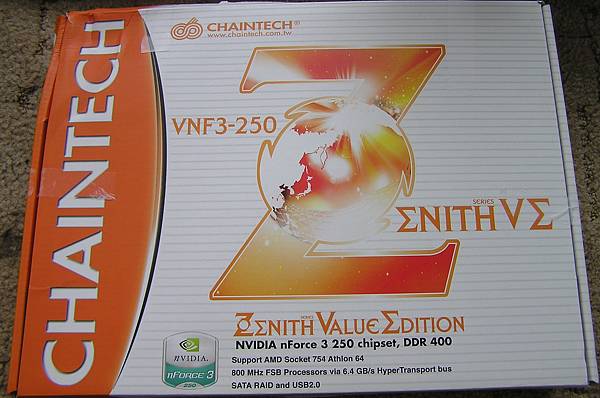 CHAINTECH
CHAINTECH®
www.chaintech.com.tw
VNF3-250
Z
SERIES
ENITH VE
SERIES
ZENITH VALUE EDITION
NVIDIA nForce 3 250 chipset, DDR 400
Support AMD Socket 754 Athlon 64
800 MHz FSB Processors via 6.4 GB/s HyperTransport bus
SATA RAID and USB2.0
NVIDIA.
nFORCE 3
250